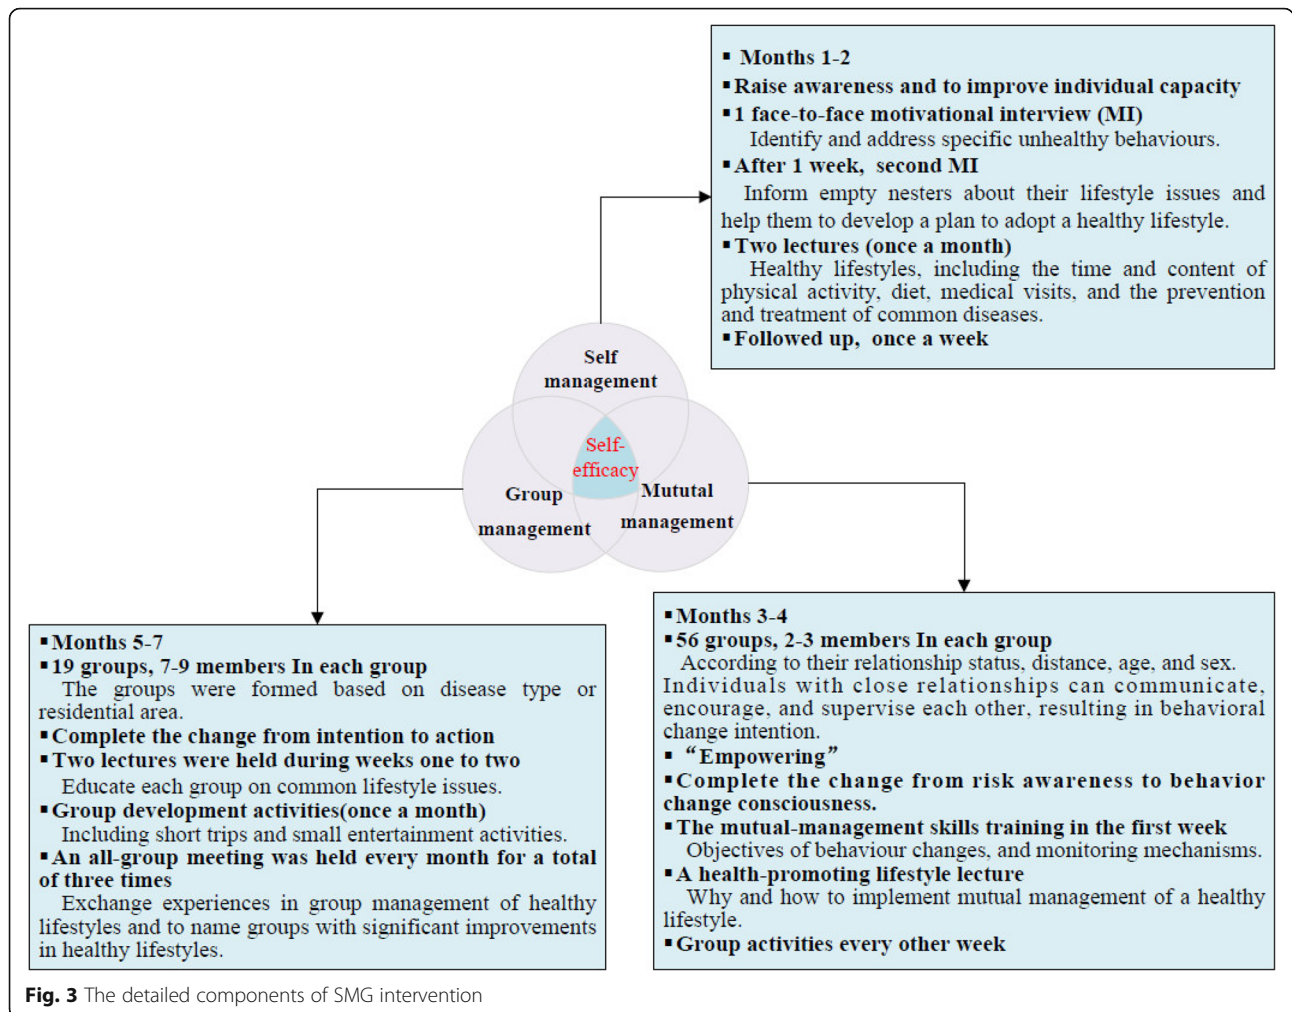 ▪ Months 1-2
▪Raise awareness and to improve individual capacity
▪1 face-to-face motivational interview (MI)
Identify and address specific unhealthy behaviours.
▪After 1 week, second MI
Inform empty nesters about their lifestyle issues and
help them to develop a plan to adopt a healthy lifestyle.
▪Two lectures (once a month)
Healthy lifestyles, including the time and content of
physical activity, diet, medical visits, and the prevention
and treatment of common diseases.
▪Followed up, once a week
Self
management
Self-
efficacy
Group
management
Mututal
management
▪Months 5-7
▪19 groups, 7-9 members In each group
The groups were formed based on disease type or
residential area.
▪Complete the change from intention to action
▪Two lectures were held during weeks one to two
Educate each group on common lifestyle issues.
▪Group development activities(once a month)
Including short trips and small entertainment activities.
▪An all-group meeting was held every month for a total
of three times
Exchange experiences in group management of healthy
lifestyles and to name groups with significant improvements
in healthy lifestyles.
▪Months 3-4
▪56 groups, 2-3 members In each group
According to their relationship status, distance, age, and sex.
Individuals with close relationships can communicate,
encourage, and supervise each other, resulting in behavioral
change intention.
▪ “Empowering”
▪Complete the change from risk awareness to behavior
change consciousness.
▪The mutual-management skills training in the first week
Objectives of behaviour changes, and monitoring mechanisms.
▪A health-promoting lifestyle lecture
Why and how to implement mutual management of a healthy
lifestyle.
▪Group activities every other week
Fig. 3 The detailed components of SMG intervention